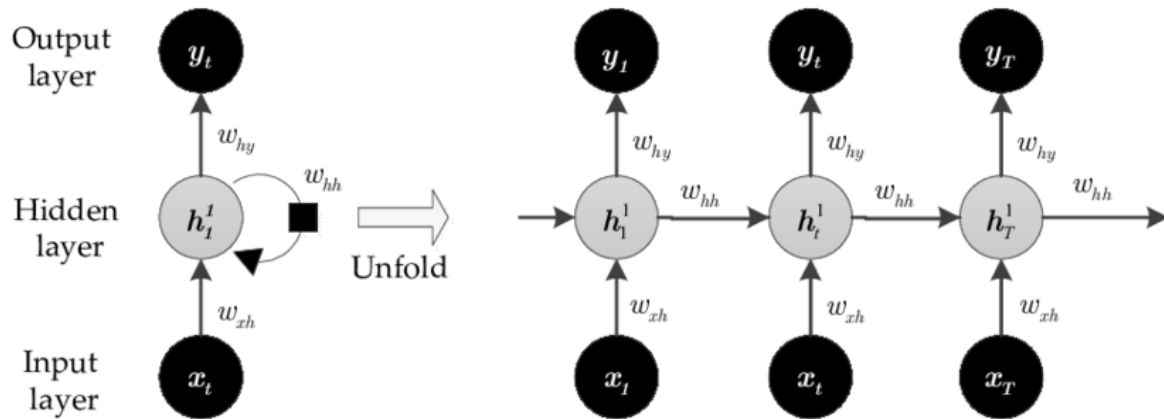 Output
layer
y_t
y_1
y_t
y_T
w_hy
w_hy
w_hy
w_hy
w_hh
Hidden
layer
h_1^1
Unfold
h_1^1
w_hh
h_t^1
w_hh
h_T^1
w_hh
w_xh
w_xh
w_xh
w_xh
Input
layer
x_t
x_1
x_t
x_T